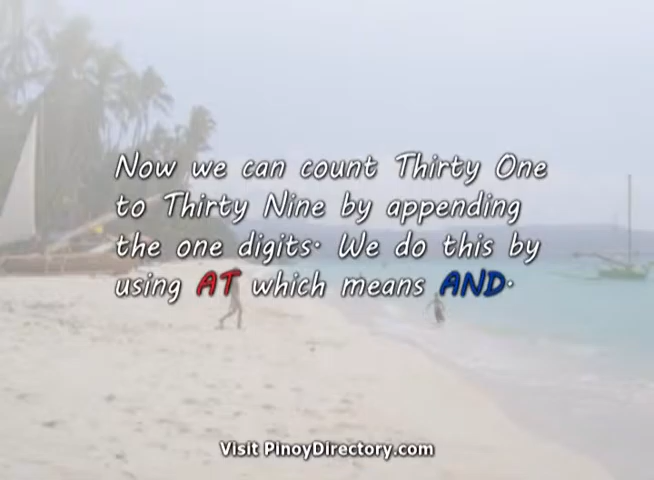 Now we can count Thirty One
to Thirty Nine by appending
the one digits. We do this by
using AT which means AND.
Visit PinoyDirectory.com